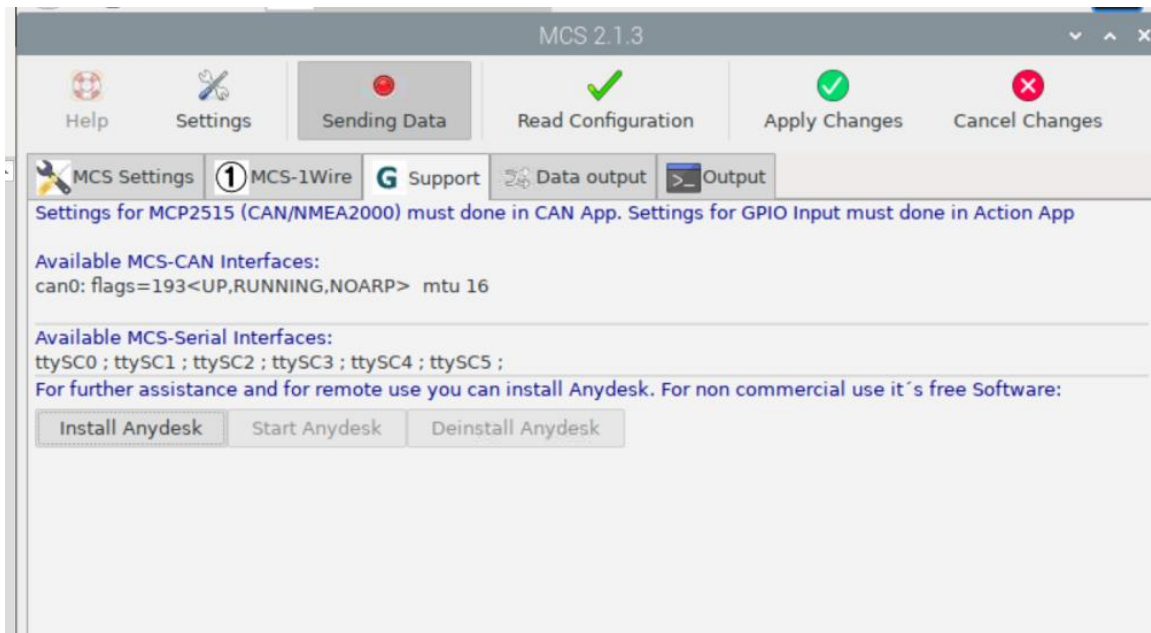 MCS 2.1.3
Help Settings Sending Data Read Configuration Apply Changes Cancel Changes
MCS Settings 1 MCS-1Wire G Support Data output >_ Output
Settings for MCP2515 (CAN/NMEA2000) must done in CAN App. Settings for GPIO Input must done in Action App
Available MCS-CAN Interfaces:
can0: flags=193<UP,RUNNING,NOARP> mtu 16
Available MCS-Serial Interfaces:
ttySC0 ; ttySC1 ; ttySC2 ; ttySC3 ; ttySC4 ; ttySC5 ;
For further assistance and for remote use you can install Anydesk. For non commercial use it´s free Software:
Install Anydesk Start Anydesk Deinstall Anydesk